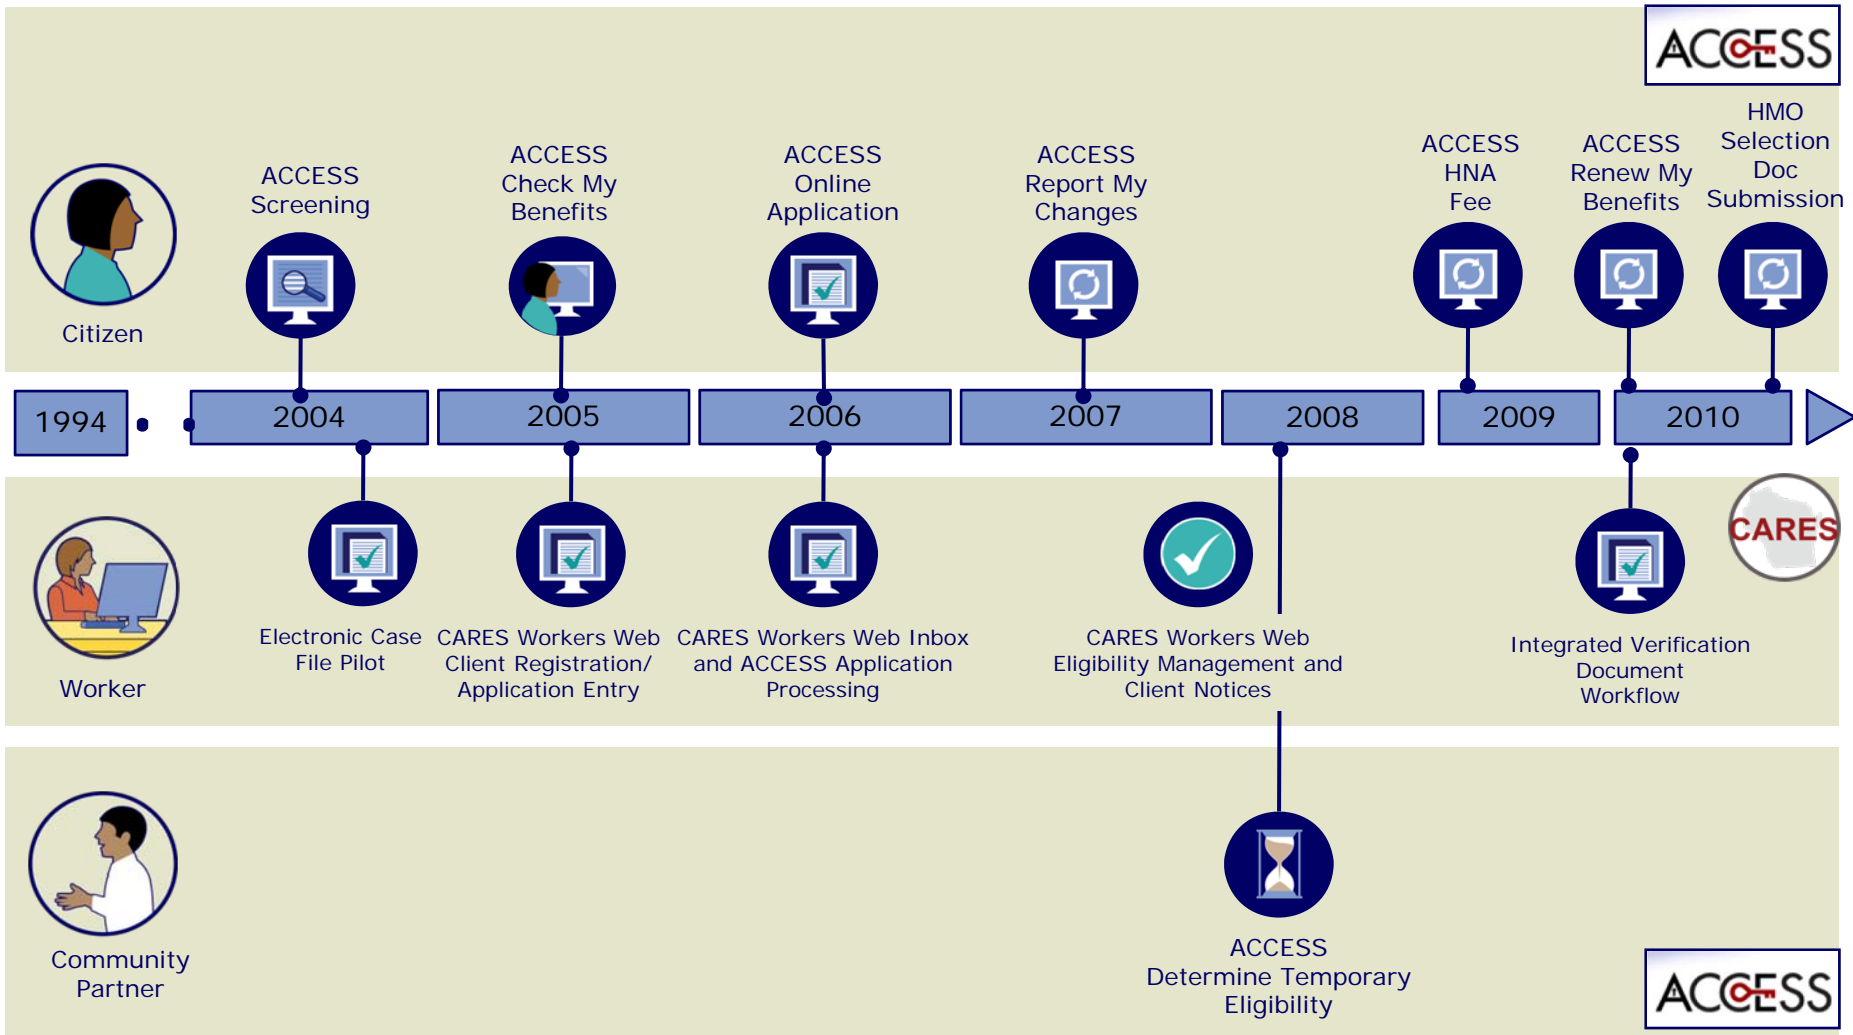 ACCESS
ACCESS
Screening
ACCESS
Check My
Benefits
ACCESS
Online
Application
ACCESS
Report My
Changes
ACCESS
HNA
Fee
ACCESS
Renew My
Benefits
HMO
Selection
Doc
Submission
Citizen
1994
2004
2005
2006
2007
2008
2009
2010
CARES
Worker
Electronic Case
File Pilot
CARES Workers Web
Client Registration/
Application Entry
CARES Workers Web Inbox
and ACCESS Application
Processing
CARES Workers Web
Eligibility Management and
Client Notices
Integrated Verification
Document
Workflow
Community
Partner
ACCESS
Determine Temporary
Eligibility
ACCESS